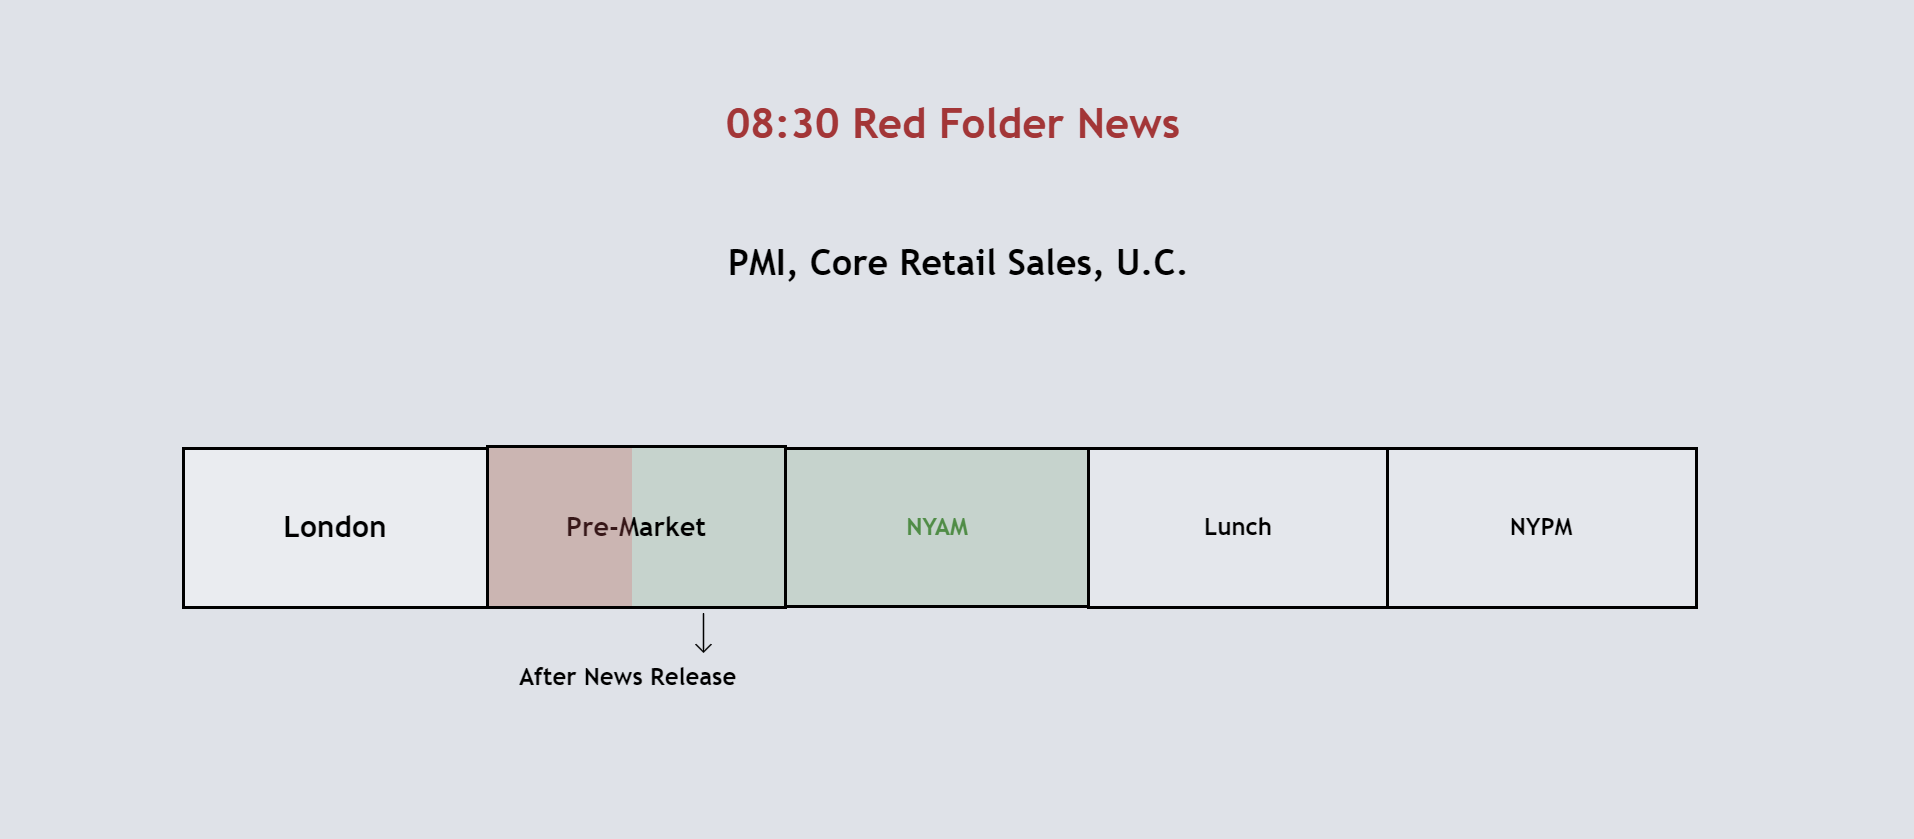 08:30 Red Folder News
PMI, Core Retail Sales, U.C.
London
Pre-Market
NYAM
Lunch
NYPM
After News Release